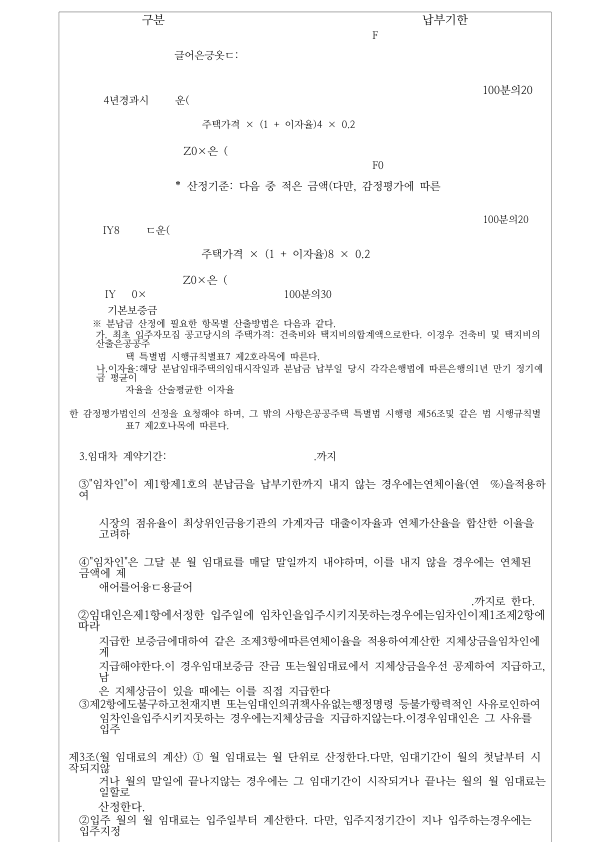 구분 납부기한
F
글어은긍옷ㄷ:
100분의20
4년경과시 운(
주택가격 × (1 + 이자율)4 × 0.2
Z0×은 (
F0
* 산정기준: 다음 중 적은 금액(다만, 감정평가에 따른
100분의20
IY8 ㄷ운(
주택가격 × (1 + 이자율)8 × 0.2
Z0×은 (
IY 0× 100분의30
기본보증금
※ 분납금 산정에 필요한 항목별 산출방법은 다음과 같다.
가. 최초 입주자모집 공고당시의 주택가격: 건축비와 택지비의합계액으로한다. 이경우 건축비 및 택지비의
산출은공공주
택 특별법 시행규칙별표7 제2호라목에 따른다.
나.이자율:해당 분납임대주택의임대시작일과 분납금 납부일 당시 각각은행법에 따른은행의1년 만기 정기예
금 평균이
자율을 산술평균한 이자율
한 감정평가법인의 선정을 요청해야 하며, 그 밖의 사항은공공주택 특별법 시행령 제56조및 같은 법 시행규칙별
표7 제2호나목에 따른다.
3.임대차 계약기간: .까지
③"임차인"이 제1항제1호의 분납금을 납부기한까지 내지 않는 경우에는연체이율(연 %)을적용하
여
시장의 점유율이 최상위인금융기관의 가계자금 대출이자율과 연체가산율을 합산한 이율을
고려하
④"임차인"은 그달 분 월 임대료를 매달 말일까지 내야하며, 이를 내지 않을 경우에는 연체된
금액에 제
애어를어융ㄷ용글어
.까지로 한다.
②임대인은제1항에서정한 입주일에 임차인을입주시키지못하는경우에는임차인이제1조제2항에
따라
지급한 보증금에대하여 같은 조제3항에따른연체이율을 적용하여계산한 지체상금을임차인에
게
지급해야한다.이 경우임대보증금 잔금 또는월임대료에서 지체상금을우선 공제하여 지급하고,
남
은 지체상금이 있을 때에는 이를 직접 지급한다
③제2항에도불구하고천재지변 또는임대인의귀책사유없는행정명령 등불가항력적인 사유로인하여
임차인을입주시키지못하는 경우에는지체상금을 지급하지않는다.이경우임대인은 그 사유를
입주
제3조(월 임대료의 계산) ① 월 임대료는 월 단위로 산정한다.다만, 임대기간이 월의 첫날부터 시
작되지않
거나 월의 말일에 끝나지않는 경우에는 그 임대기간이 시작되거나 끝나는 월의 월 임대료는
일할로
산정한다.
②입주 월의 월 임대료는 입주일부터 계산한다. 다만, 입주지정기간이 지나 입주하는경우에는
입주지정